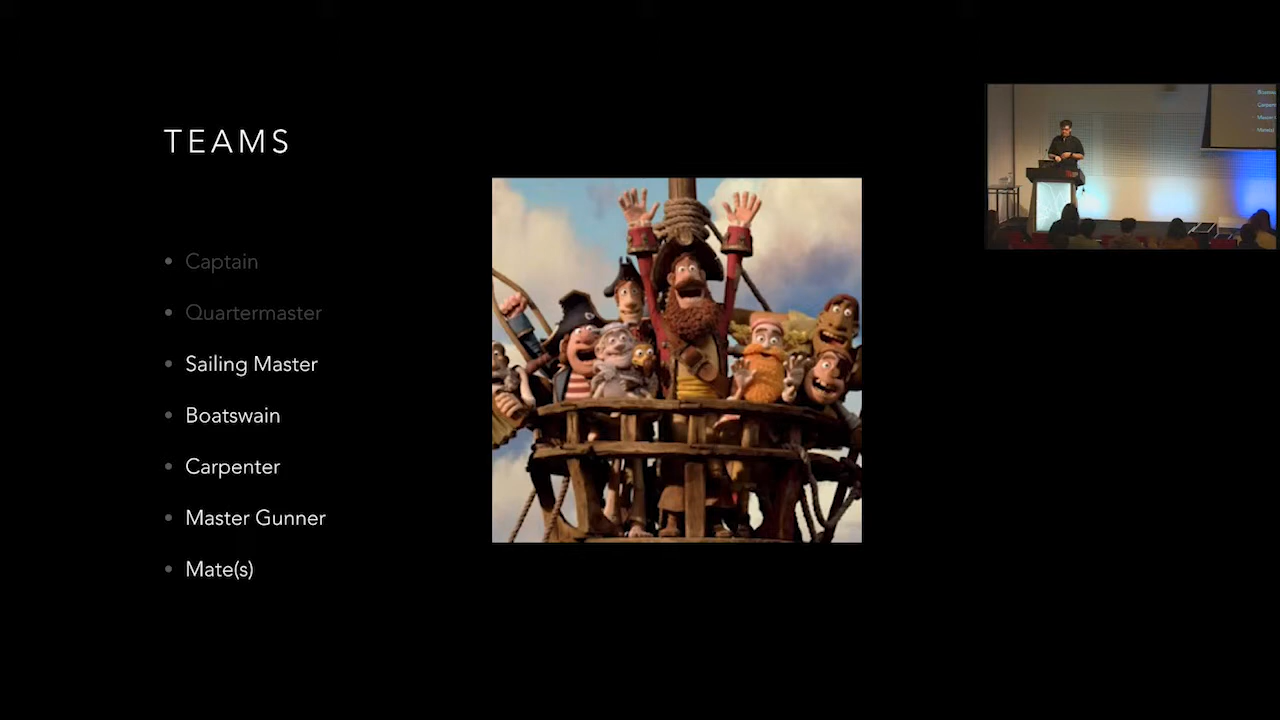 TEAMS
• Captain
• Quartermaster
• Sailing Master
• Boatswain
• Carpenter
• Master Gunner
• Mate(s)